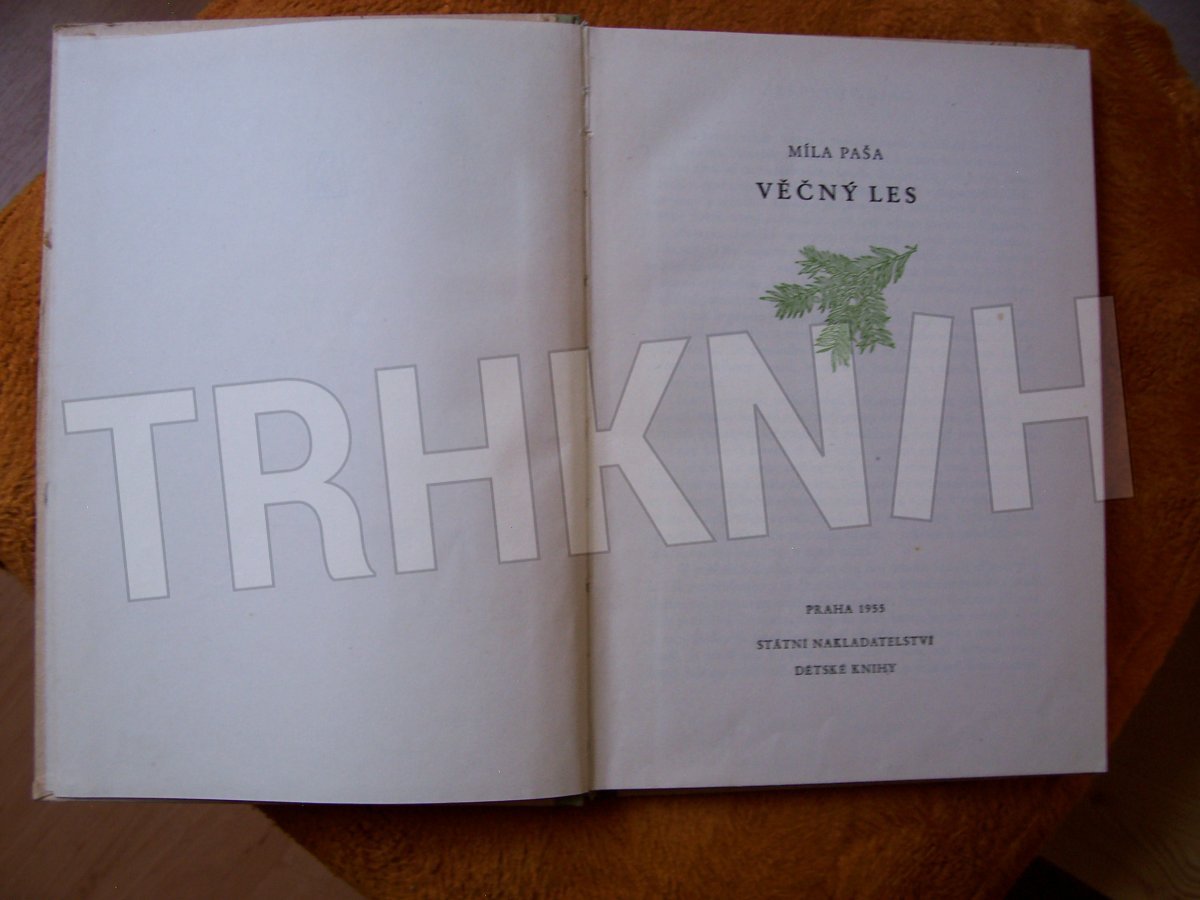 MÍLA PAŠA
VĚČNÝ LES
TRHKNIH
PRAHA 1955
STÁTNÍ NAKLADATELSTVÍ
DĚTSKÉ KNIHY